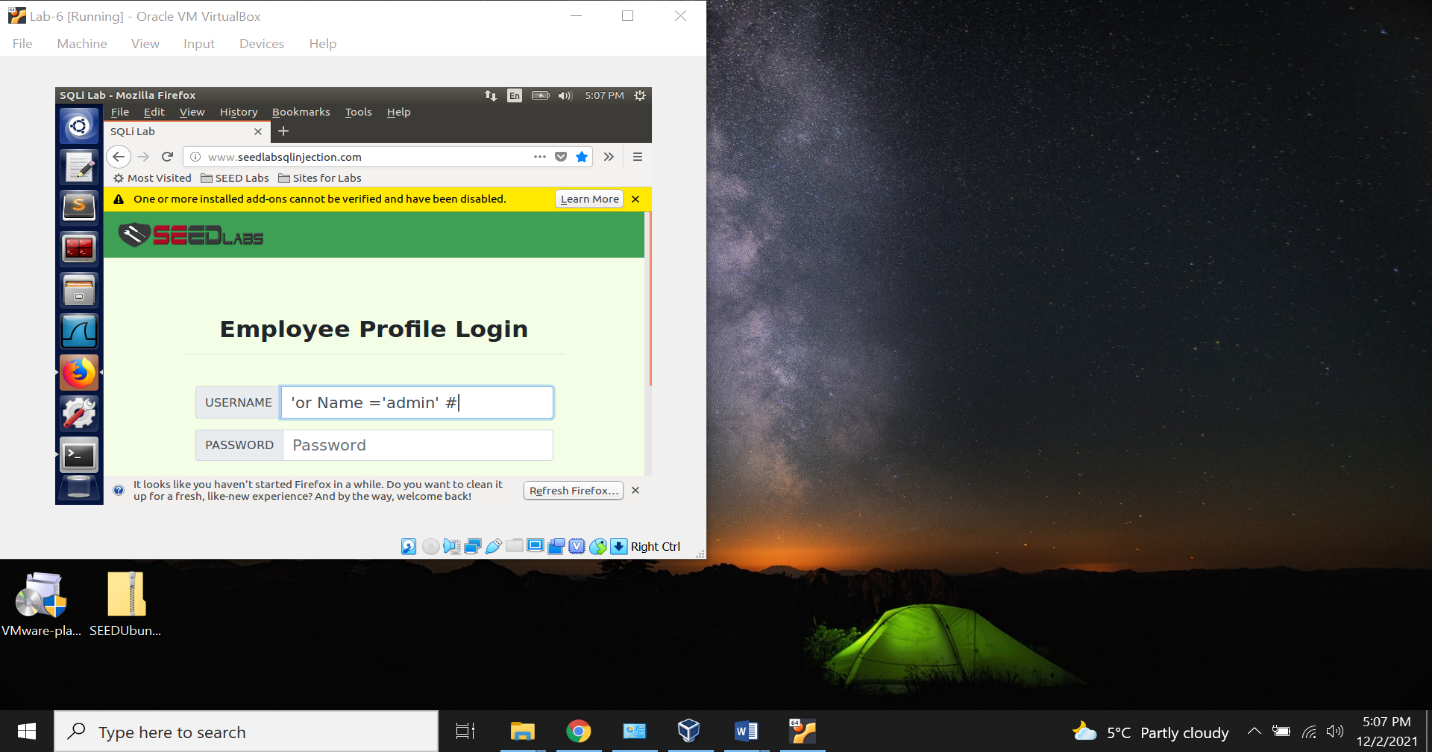 Lab-6 [Running] - Oracle VM VirtualBox
File Machine View Input Devices Help
SQLi Lab - Mozilla Firefox En 5:07 PM
File Edit View History Bookmarks Tools Help
SQLi Lab
www.seedlabsqlinjection.com
Most Visited SEED Labs Sites for Labs
One or more installed add-ons cannot be verified and have been disabled. Learn More
SEEDLABS
Employee Profile Login
USERNAME 'or Name ='admin' #
PASSWORD Password
It looks like you haven't started Firefox in a while. Do you want to clean it
up for a fresh, like-new experience? And by the way, welcome back! Refresh Firefox...
Right Ctrl
VMware-pla... SEEDUbun...
Type here to search
64
5°C Partly cloudy
5:07 PM
12/2/2021